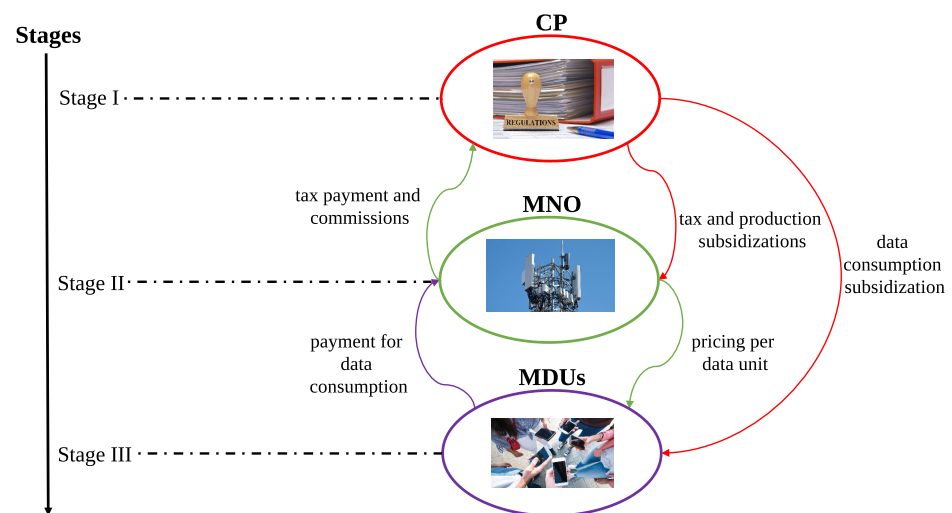 CP
Stages
Stage I
REGULATIONS
tax payment and
commissions
MNO
tax and production
subsidizations
data
consumption
subsidization
Stage II
payment for
data
consumption
pricing per
data unit
MDUs
Stage III